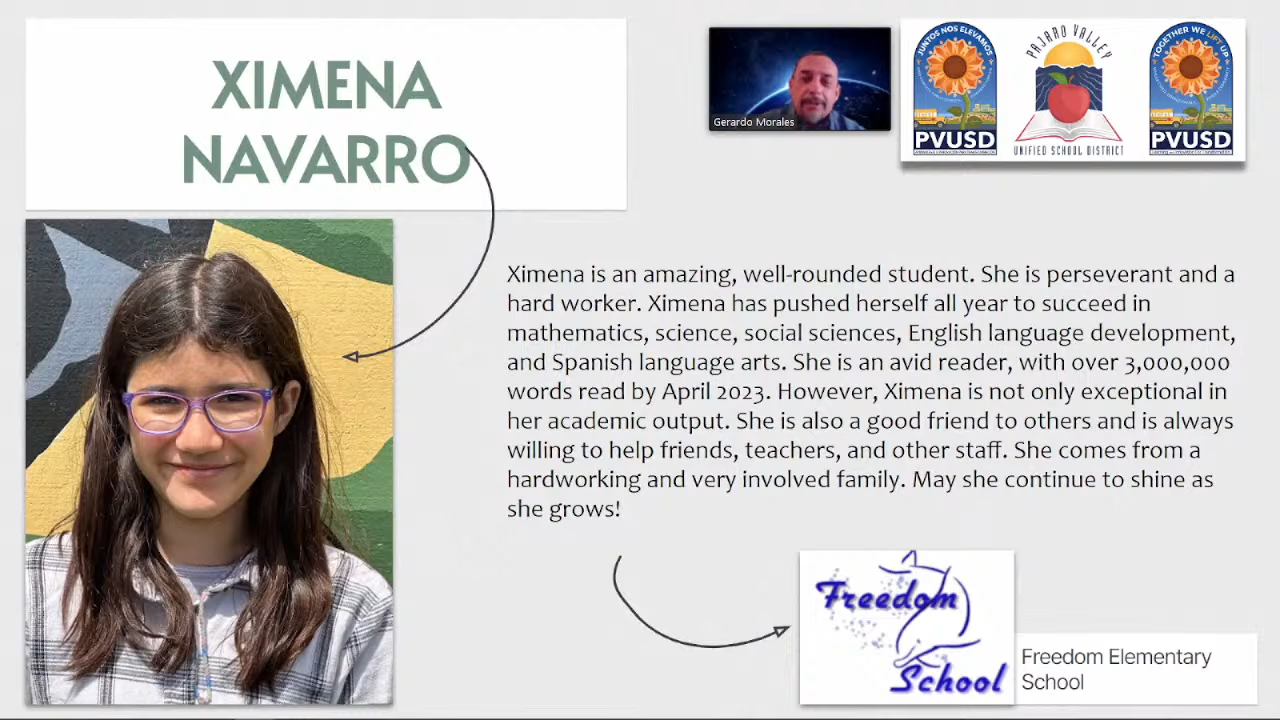 XIMENA
NAVARRO
Gerardo Morales
JUNTOS NOS ELEVAMOS
PVUSD
PAJARO VALLEY
UNIFIED SCHOOL DISTRICT
TOGETHER WE LIFT UP
PVUSD
Ximena is an amazing, well-rounded student. She is perseverant and a
hard worker. Ximena has pushed herself all year to succeed in
mathematics, science, social sciences, English language development,
and Spanish language arts. She is an avid reader, with over 3,000,000
words read by April 2023. However, Ximena is not only exceptional in
her academic output. She is also a good friend to others and is always
willing to help friends, teachers, and other staff. She comes from a
hardworking and very involved family. May she continue to shine as
she grows!
Freedom
School
Freedom Elementary
School